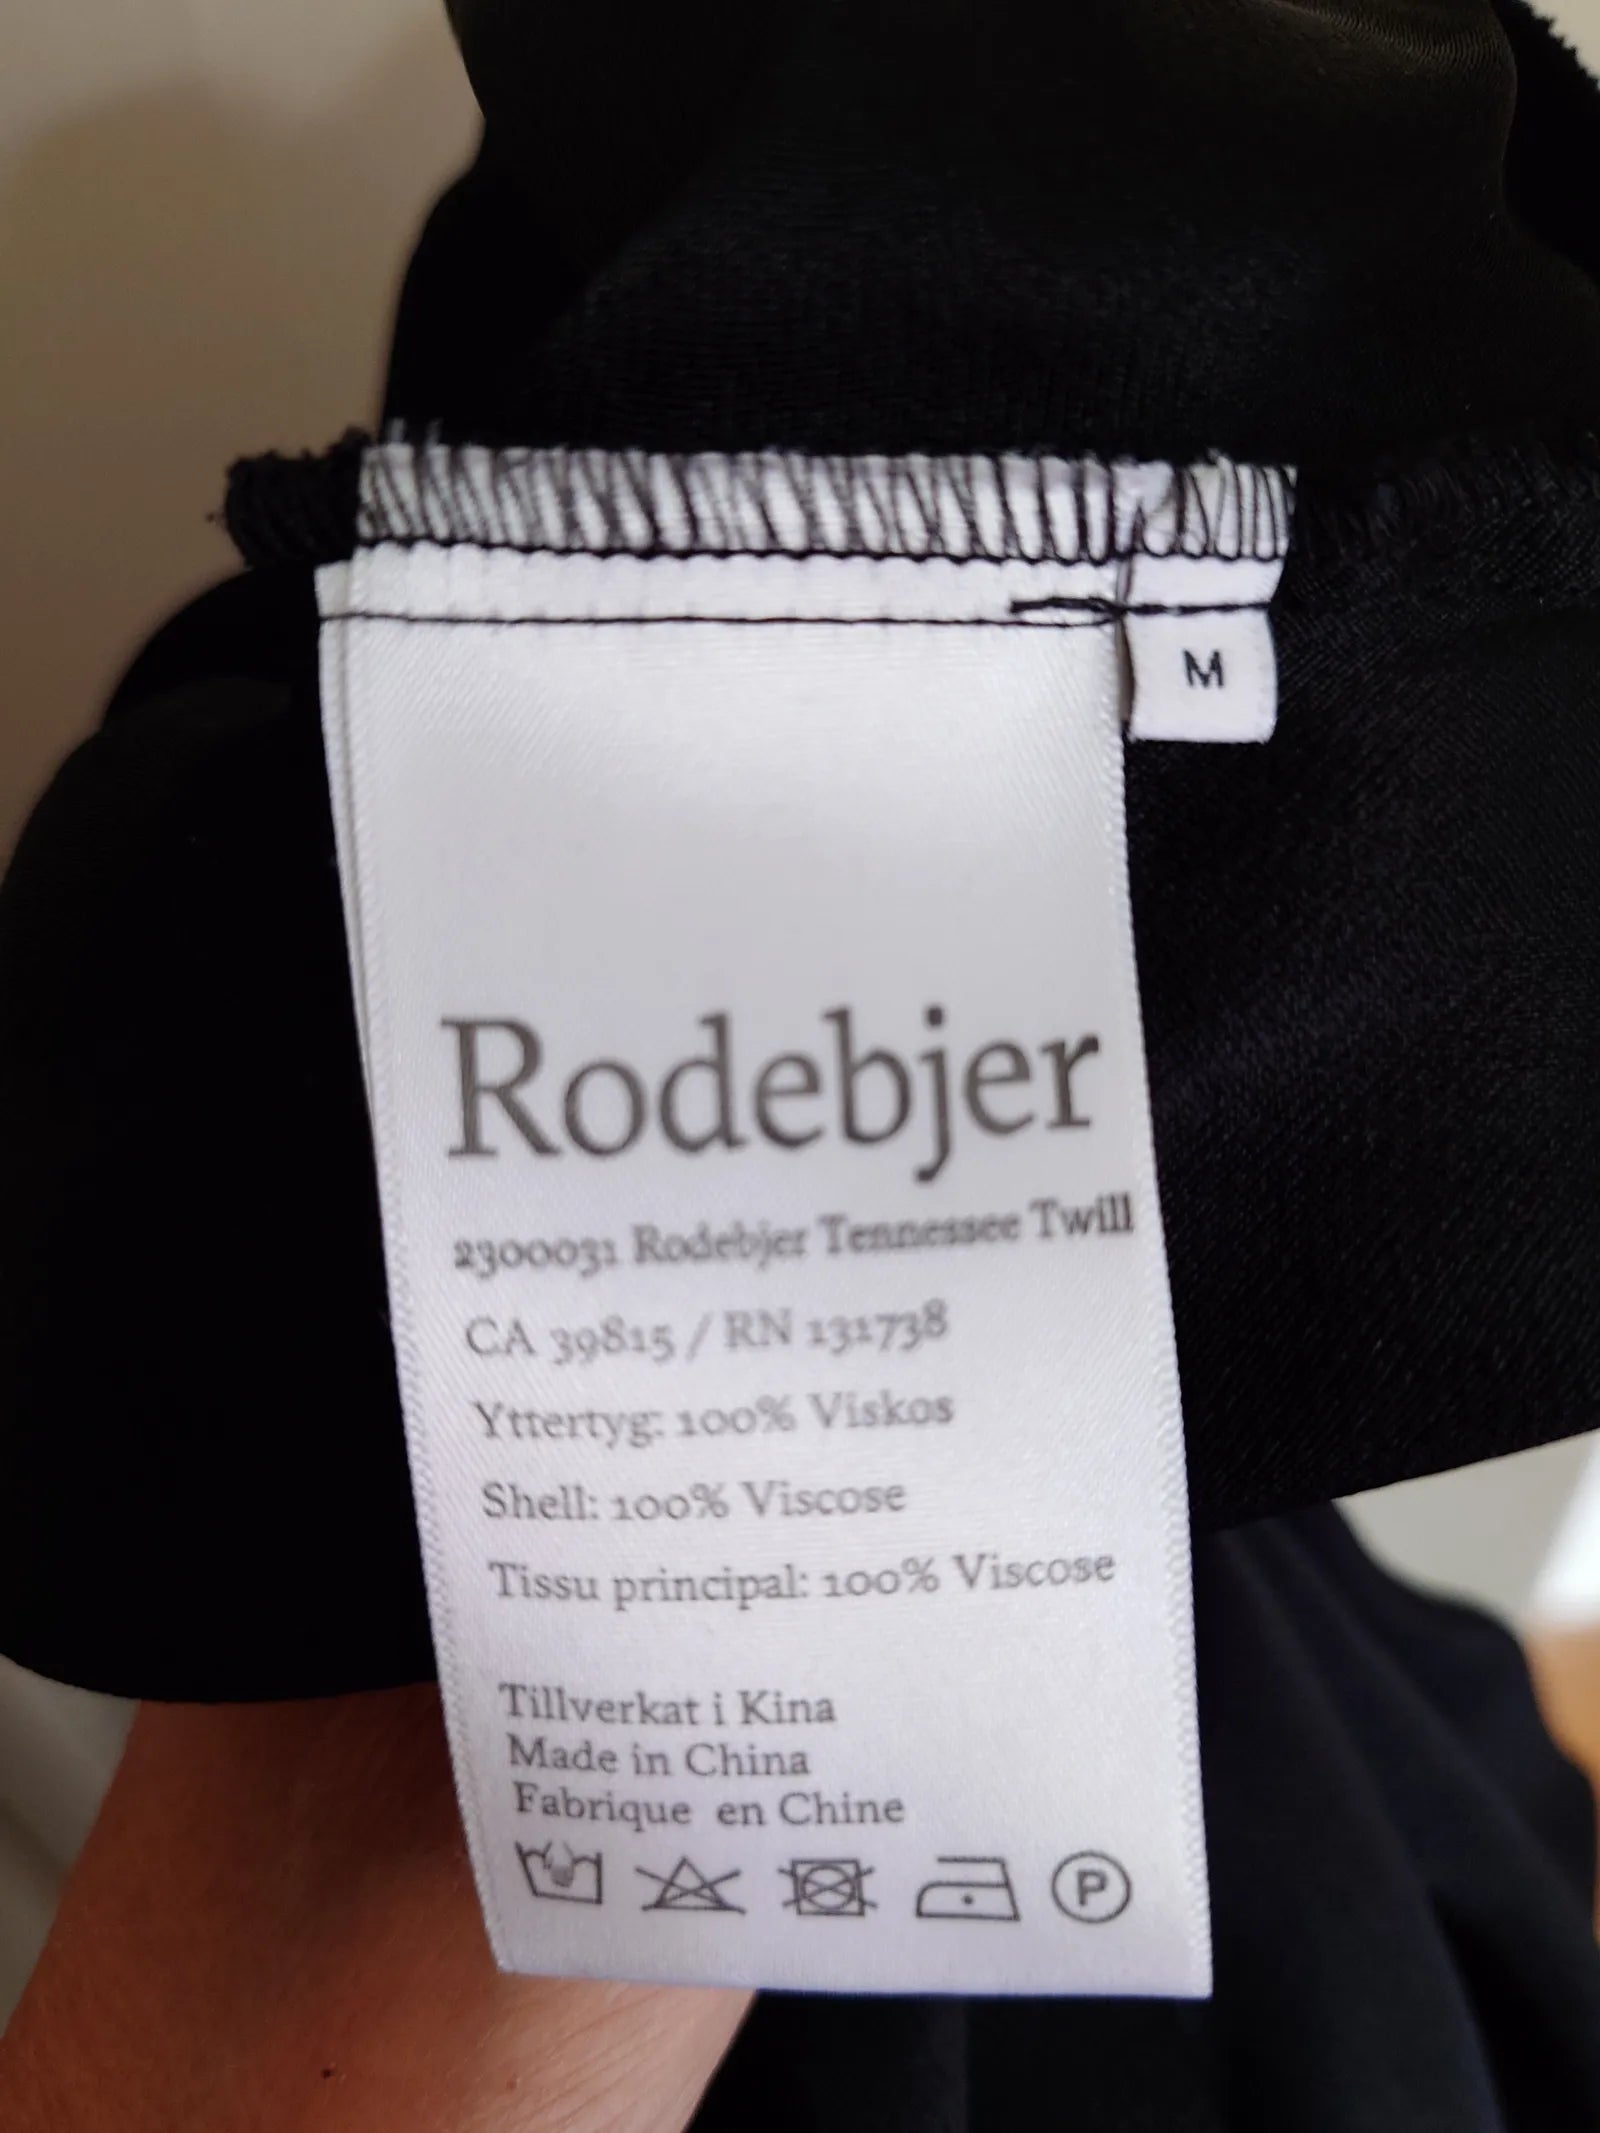 M
Rodebjer
2300031 Rodebjer Tennessee Twill
CA 39815 / RN 131738
Yttertyg: 100% Viskos
Shell: 100% Viscose
Tissu principal: 100% Viscose
Tillverkat i Kina
Made in China
Fabrique en Chine
P